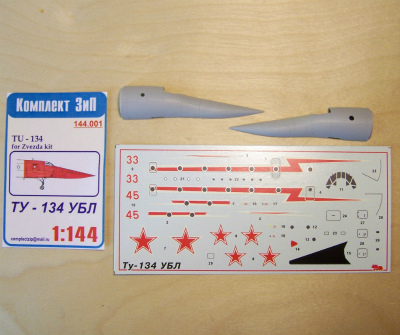 Комплект ЗиП
144.001
TU - 134
for Zvezda kit
ТУ - 134 УБЛ
1:144
33
33
45
45
Ту-134 УБЛ